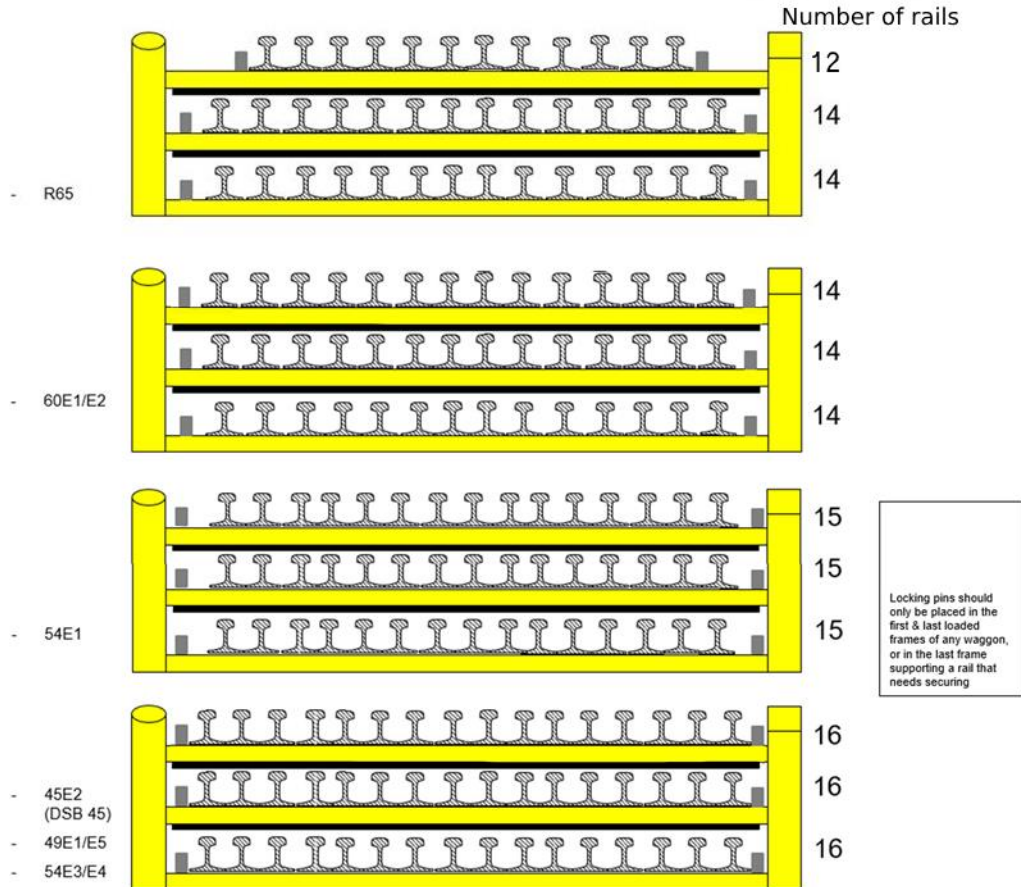 Number of rails
12
14
14
- R65
14
14
- 60E1/E2
14
15
15
- 54E1
15
Locking pins should
only be placed in the
first & last loaded
frames of any waggon,
or in the last frame
supporting a rail that
needs securing
16
16
- 45E2
(DSB 45)
- 49E1/E5
16
- 54E3/E4